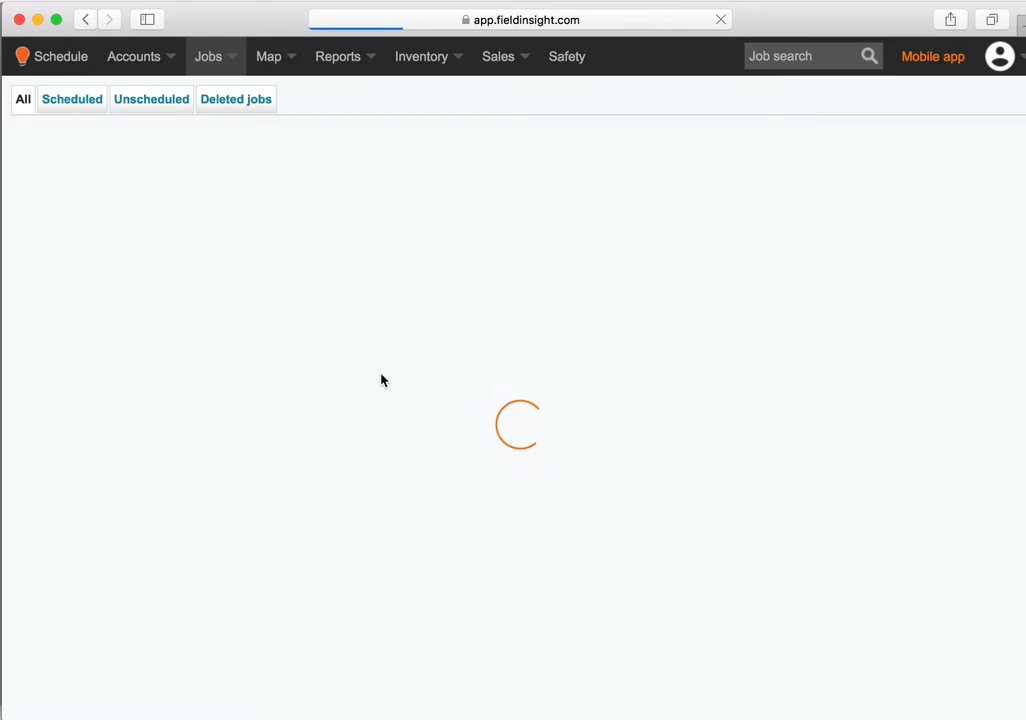 app.fieldinsight.com
Schedule Accounts Jobs Map Reports Inventory Sales Safety Job search Mobile app
All Scheduled Unscheduled Deleted jobs